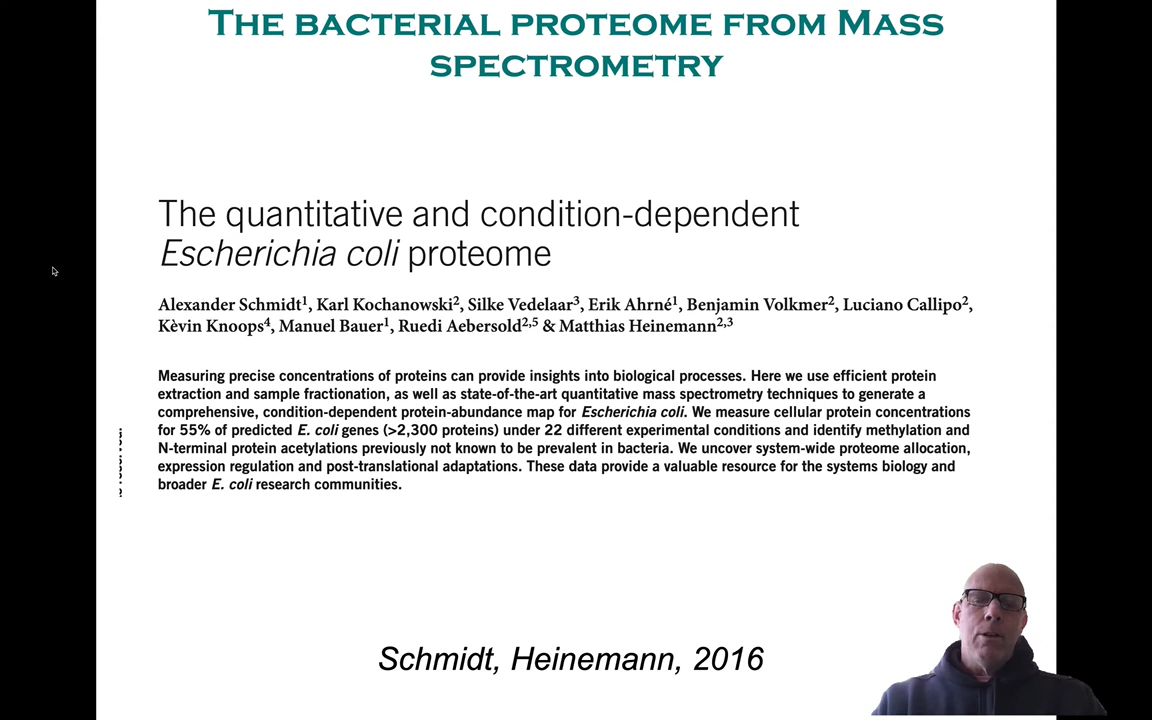 THE BACTERIAL PROTEOME FROM MASS
SPECTROMETRY
The quantitative and condition-dependent
Escherichia coli proteome
Alexander Schmidt1, Karl Kochanowski2, Silke Vedelaar3, Erik Ahrné1, Benjamin Volkmer2, Luciano Callipo2,
Kèvin Knoops4, Manuel Bauer1, Ruedi Aebersold2,5 & Matthias Heinemann2,3
Measuring precise concentrations of proteins can provide insights into biological processes. Here we use efficient protein
extraction and sample fractionation, as well as state-of-the-art quantitative mass spectrometry techniques to generate a
comprehensive, condition-dependent protein-abundance map for Escherichia coli. We measure cellular protein concentrations
for 55% of predicted E. coli genes (>2,300 proteins) under 22 different experimental conditions and identify methylation and
N-terminal protein acetylations previously not known to be prevalent in bacteria. We uncover system-wide proteome allocation,
expression regulation and post-translational adaptations. These data provide a valuable resource for the systems biology and
broader E. coli research communities.
Schmidt, Heinemann, 2016